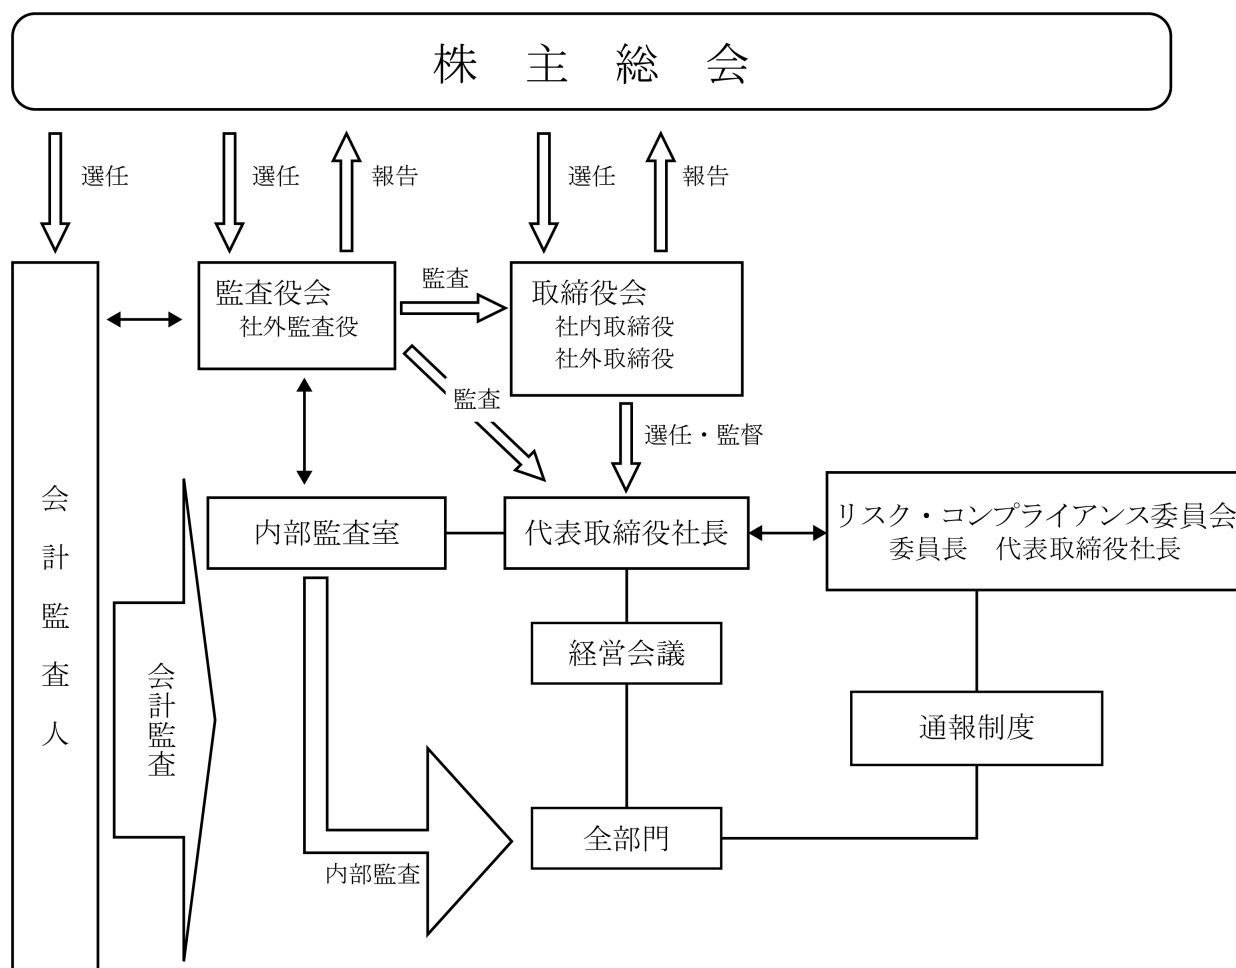 株主総会
選任
選任
報告
選任
報告
監査役会
社外監査役
監査
取締役会
社内取締役
社外取締役
監査
選任・監督
会計監査人
内部監査室
代表取締役社長
リスク・コンプライアンス委員会
委員長 代表取締役社長
経営会議
会計監査
通報制度
全部門
内部監査